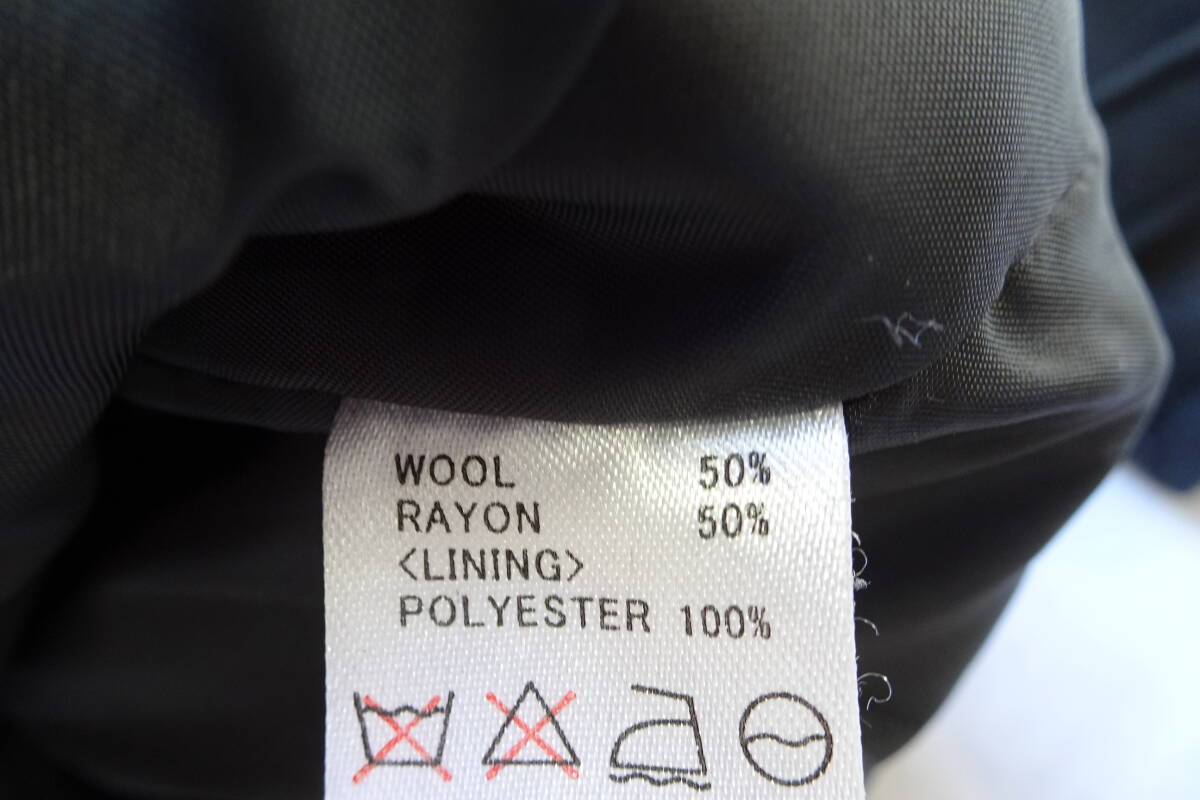 WOOL 50%
RAYON 50%
<LINING>
POLYESTER 100%